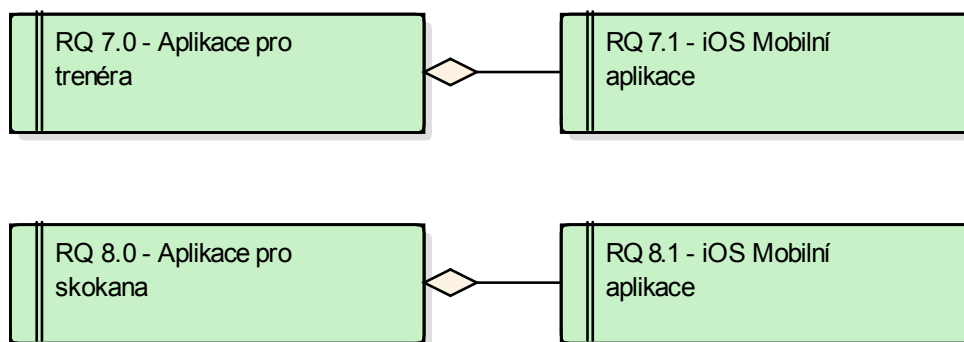 RQ 7.0 - Aplikace pro
trenéra
RQ 7.1 - iOS Mobilní
aplikace
RQ 8.0 - Aplikace pro
skokana
RQ 8.1 - iOS Mobilní
aplikace